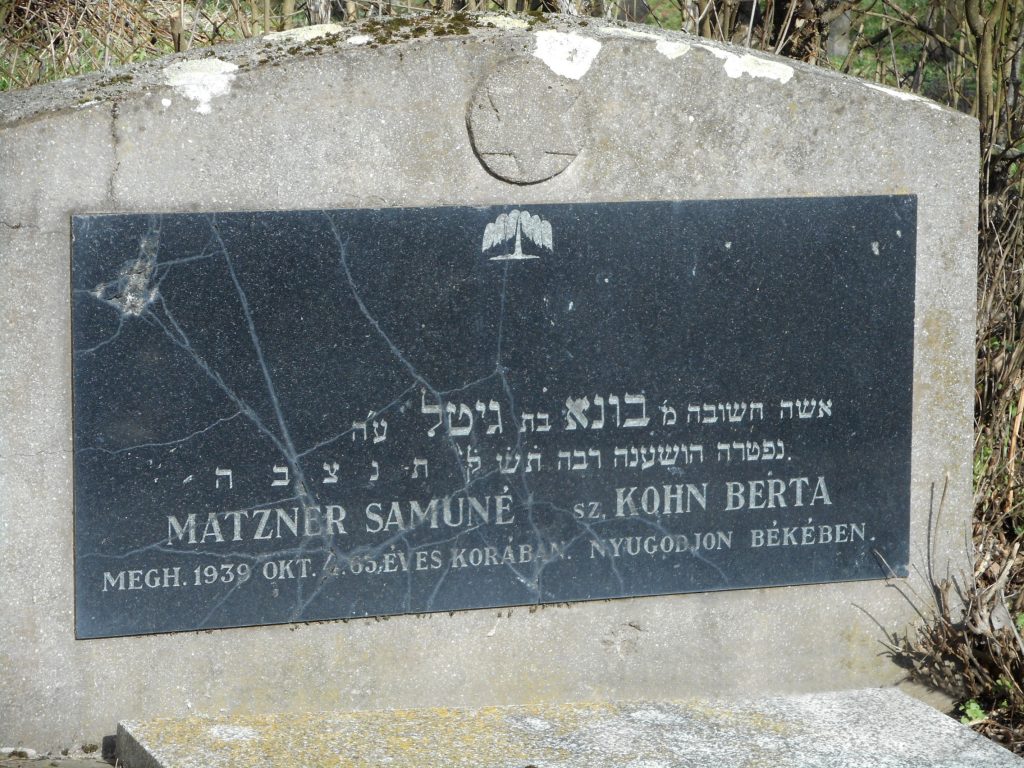 אשה חשובה מ' בונא בת גיטל ע"ה
נפטרה הושענה רבה תש ל' ת נ צ ב ה
MATZNER SAMUNÉ SZ. KOHN BERTA
MEGH. 1939 OKT. 4. 65, ÉVES KORÁBAN. NYUGODJON BÉKÉBEN.